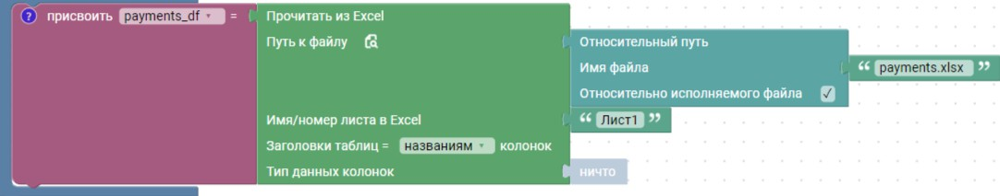 ? присвоить payments_df =
Прочитать из Excel
Путь к файлу
Относительный путь
Имя файла
“ payments.xlsx ”
Относительно исполняемого файла ✓
Имя/номер листа в Excel
“ Лист1 ”
Заголовки таблиц = названиям колонок
Тип данных колонок
ничто